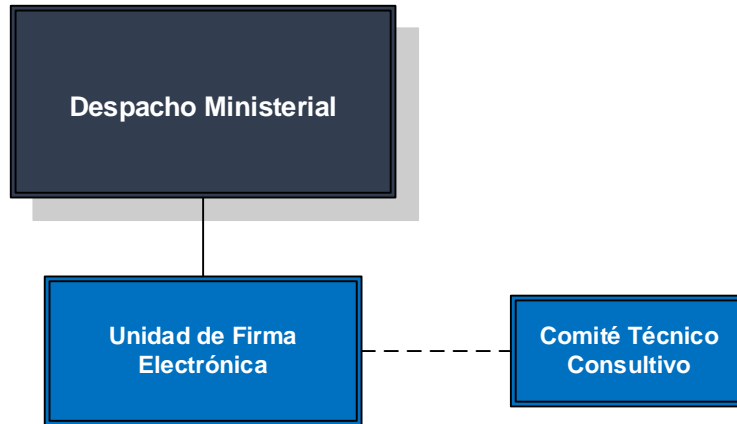 Despacho Ministerial
Unidad de Firma
Electrónica
Comité Técnico
Consultivo